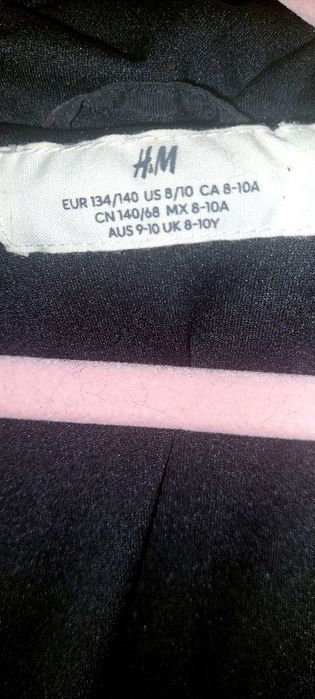 H&M
EUR 134/140 US 8/10 CA 8-10A
CN 140/68 MX 8-10A
AUS 9-10 UK 8-10Y